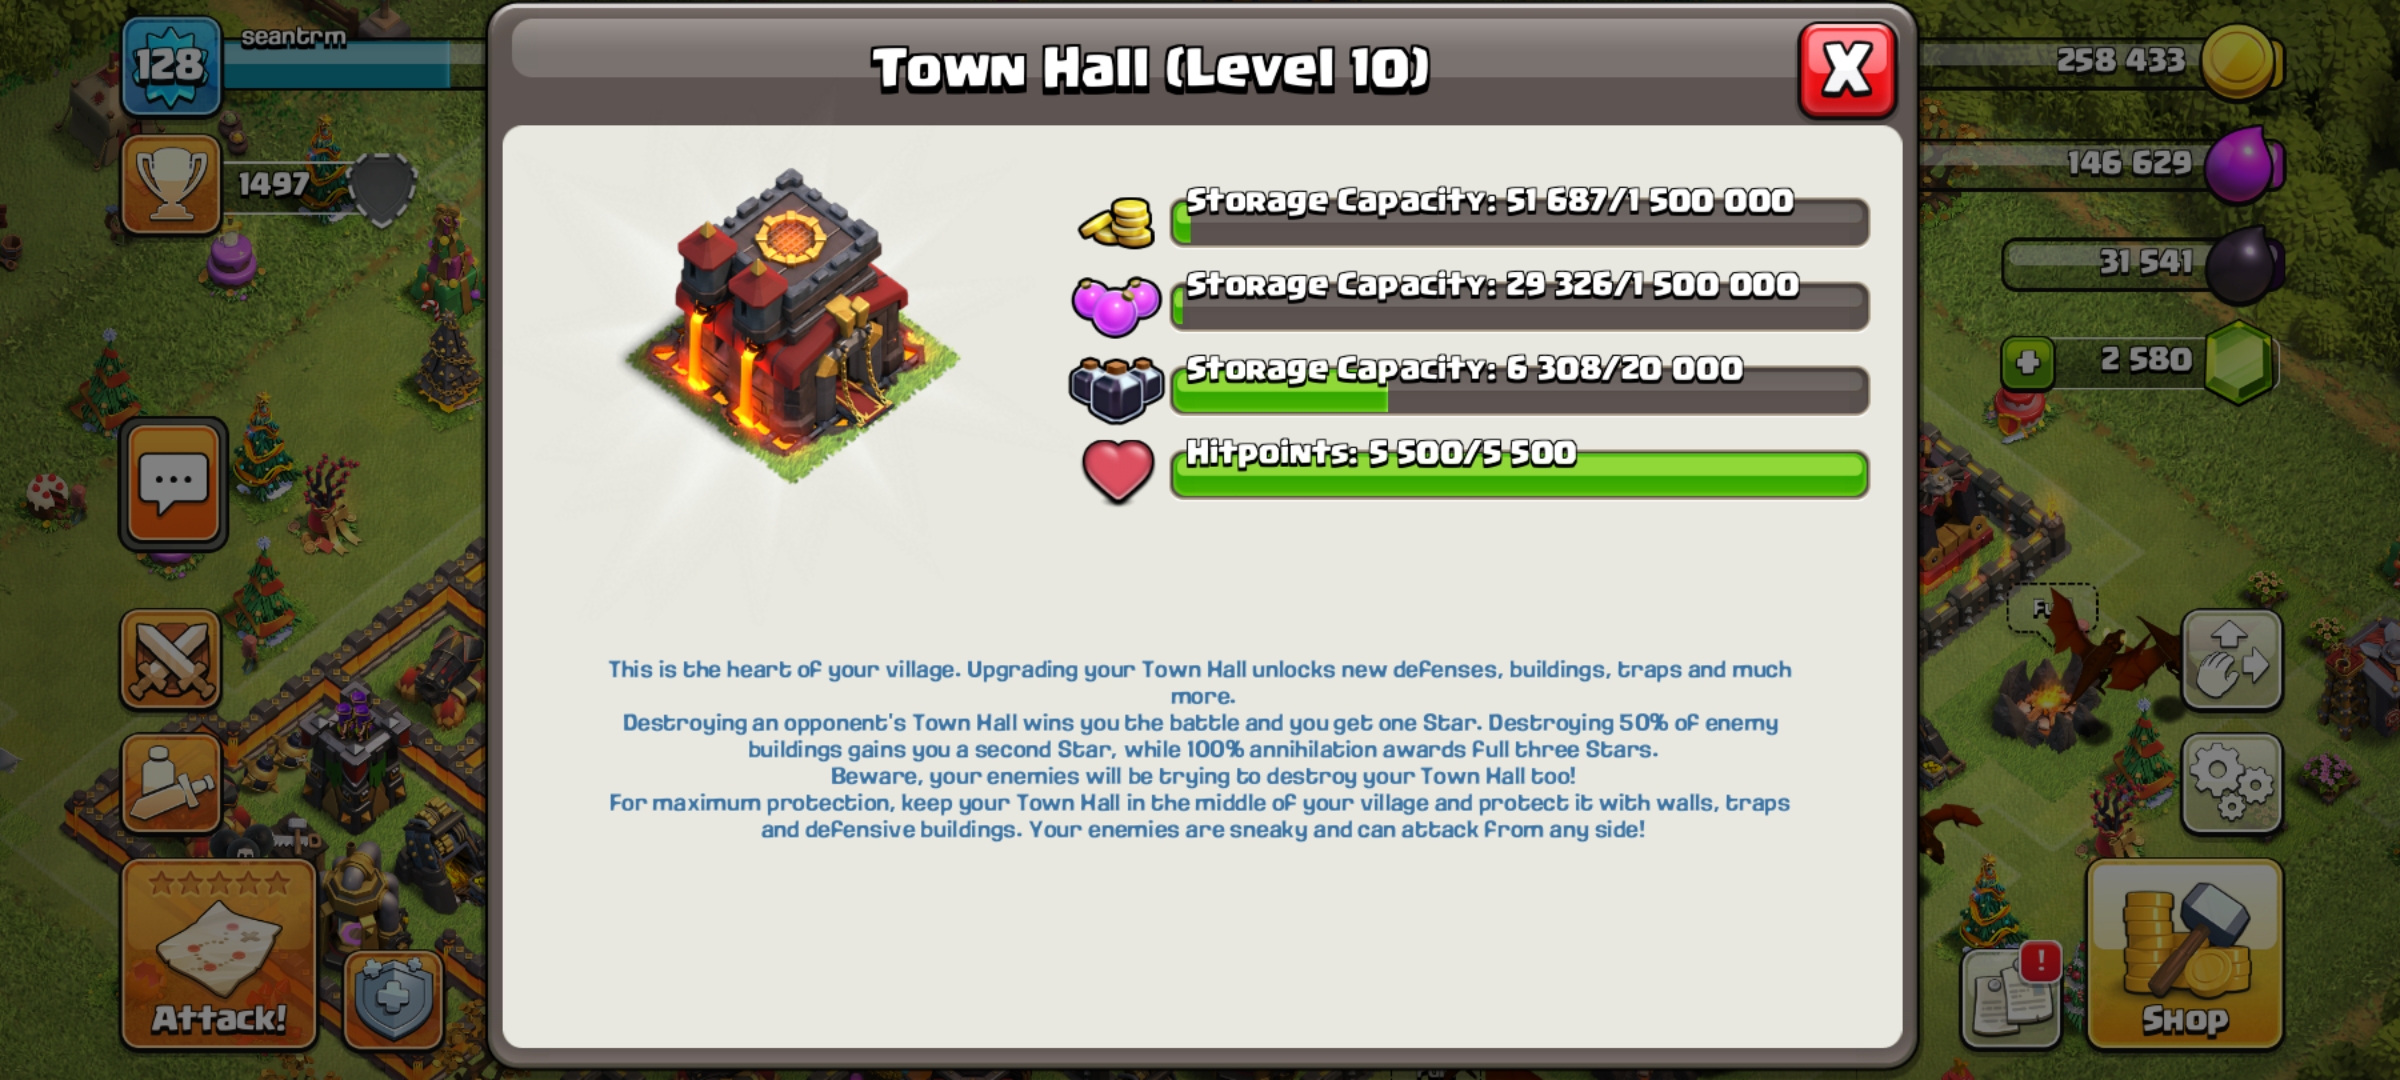 seantrm
128
1497
Town Hall (Level 10)
X
258 433
146 629
31 541
2 580
Storage Capacity: 51 687/1 500 000
Storage Capacity: 29 326/1 500 000
Storage Capacity: 6 308/20 000
Hitpoints: 5 500/5 500
This is the heart of your village. Upgrading your Town Hall unlocks new defenses, buildings, traps and much
more.
Destroying an opponent's Town Hall wins you the battle and you get one Star. Destroying 50% of enemy
buildings gains you a second Star, while 100% annihilation awards full three Stars.
Beware, your enemies will be trying to destroy your Town Hall too!
For maximum protection, keep your Town Hall in the middle of your village and protect it with walls, traps
and defensive buildings. Your enemies are sneaky and can attack from any side!
Attack!
!
Shop